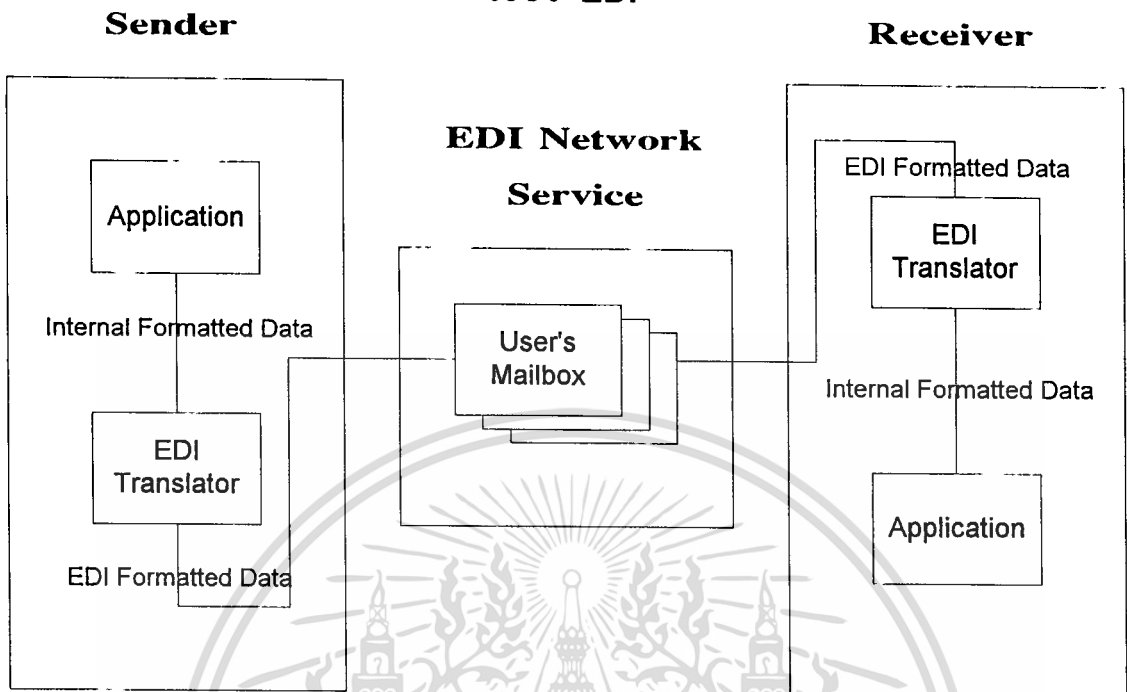 EDI
Sender
Receiver
EDI Network
Service
Application
Internal Formatted Data
EDI
Translator
EDI Formatted Data
User's
Mailbox
EDI Formatted Data
EDI
Translator
Internal Formatted Data
Application